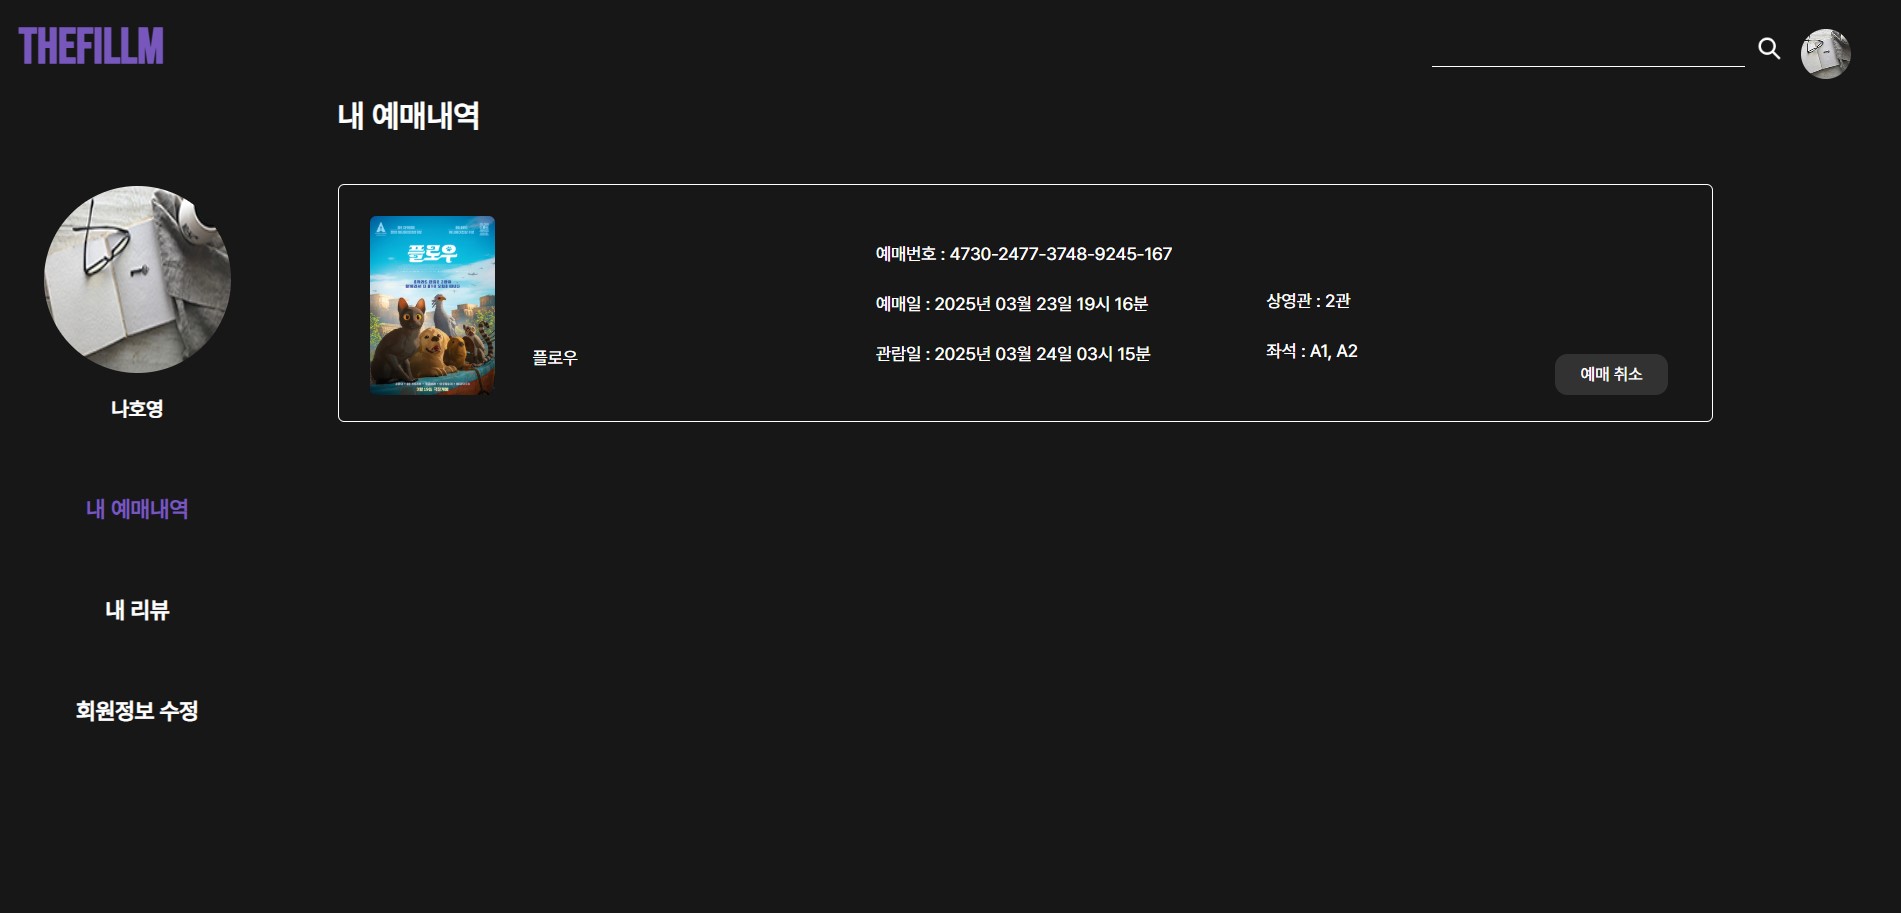 THEFILLM
내 예매내역
플로우
플로우
예매번호 : 4730-2477-3748-9245-167
예매일 : 2025년 03월 23일 19시 16분
관람일 : 2025년 03월 24일 03시 15분
상영관 : 2관
좌석 : A1, A2
예매 취소
나호영
내 예매내역
내 리뷰
회원정보 수정